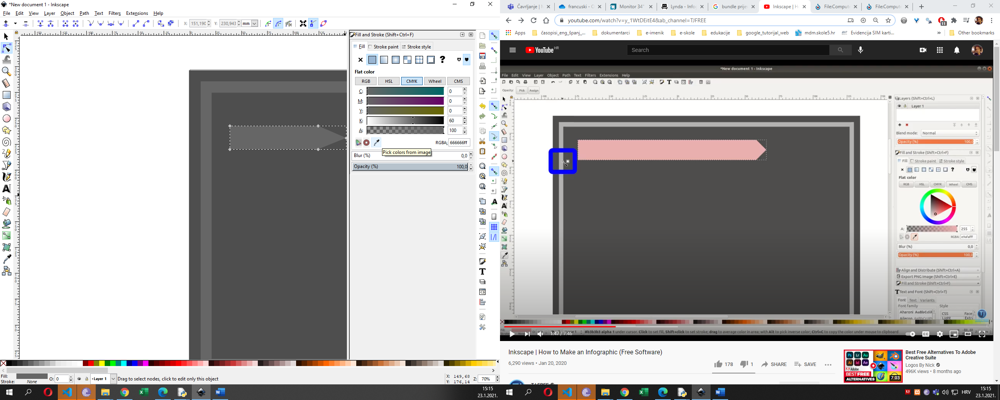 *New document 1 - Inkscape
File Edit View Layer Object Path Text Filters Extensions Help
X: 151,190 Y: 230,943 mm
Fill and Stroke (Shift+Ctrl+F)
Fill Stroke paint Stroke style
Flat color
RGB HSL CMYK Wheel CMS
C: 0
M: 0
Y: 0
K: 60
A: 100
RGBA: 666666ff
Pick colors from image
Blur (%) 0,0
Opacity (%) 100,0
Fill:
Stroke: None
O: 0
Layer 1
Drag to select nodes, click to edit only this object
X: 149,68
Y: 176,14
Z: 70%
15:15
23.1.2021.
Čavrljanje | francuski - Monitor 34" Lynda - Info bundle prije Inkscape | H File:Comput File:Comput
youtube.com/watch?v=y_1WtDEitE4&ab_channel=TJFREE
11
Apps časopisi_eng_španj_... dokumentarci e-imenik e-skole edukacije google_tutorijal_web mdm.skole5.hr Evidencija SIM karti... » Other bookmarks
YouTube HR
Search
*New document 1 - Inkscape
File Edit View Layer Object Path Text Filters Extensions Help
Opacity: Pick Assign
Layers (Shift+Ctrl+L)
Layer 1
Blend mode: Normal
Opacity (%) 100,0
Fill and Stroke (Shift+Ctrl+F)
Fill Stroke paint Stroke style
Flat color
RGB HSL CMYK Wheel CMS
A: 255
RGBA: e9afafff
Blur (%) 0,0
Opacity (%) 100,0
Align and Distribute (Shift+Ctrl+A)
Export PNG Image (Shift+Ctrl+E)
Fill and Stroke (Shift+Ctrl+F)
Text and Font (Shift+Ctrl+T)
Font Text Variants
Font family Style
Aharoni AaBbCcIiP CSS Face
Light
#b3b3b3 alpha 1 under cursor. Click to set fill, Shift+click to set stroke; drag to average color in area; with Alt to pick inverse color; Ctrl+C to copy the color under mouse to clipboard
1:47 / 7:46
Inkscape | How to Make an Infographic (Free Software)
6,290 views • Jan 20, 2020
178 1 SHARE SAVE
Ps Lr Au
Ai Id Ae
Adobe
BEST FREE
ALTERNATIVES
7:03
Best Free Alternatives To Adobe
Creative Suite
Logos By Nick
496K views • 8 months ago
HRV
15:15
23.1.2021.